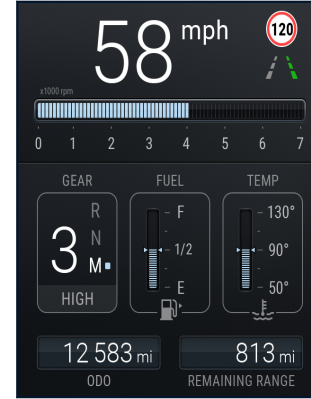 58 mph
120
x1000 rpm
0 1 2 3 4 5 6 7
GEAR FUEL TEMP
R F 130°
3 N 1/2 90°
M E 50°
HIGH
12 583 mi 813 mi
ODO REMAINING RANGE